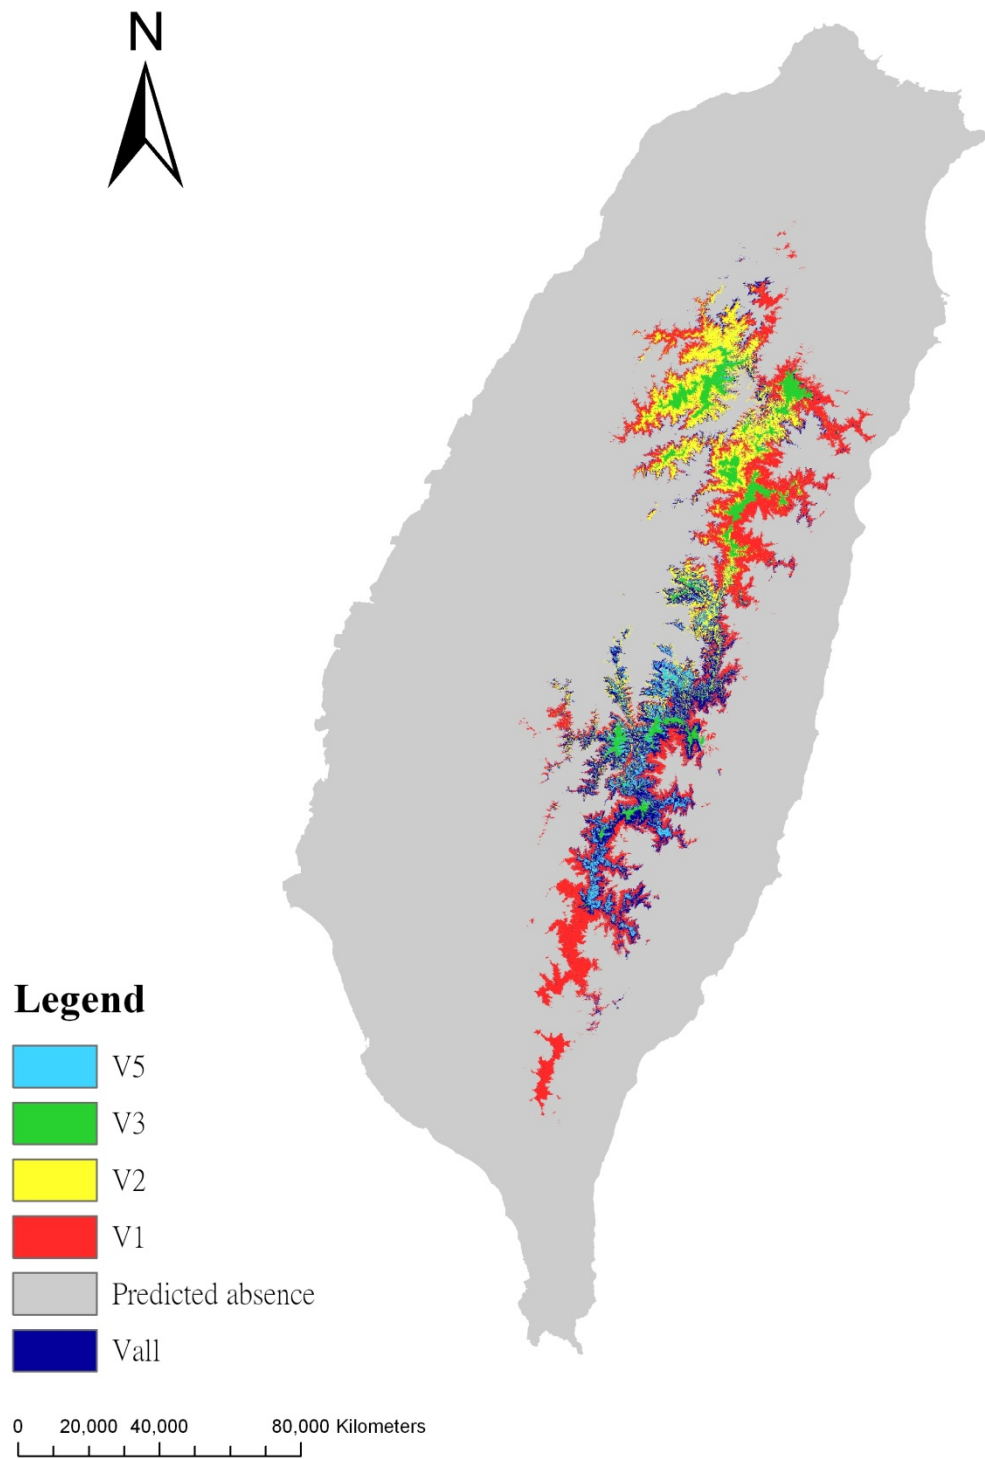 N
Legend
V5
V3
V2
V1
Predicted absence
Vall
0 20,000 40,000 80,000 Kilometers